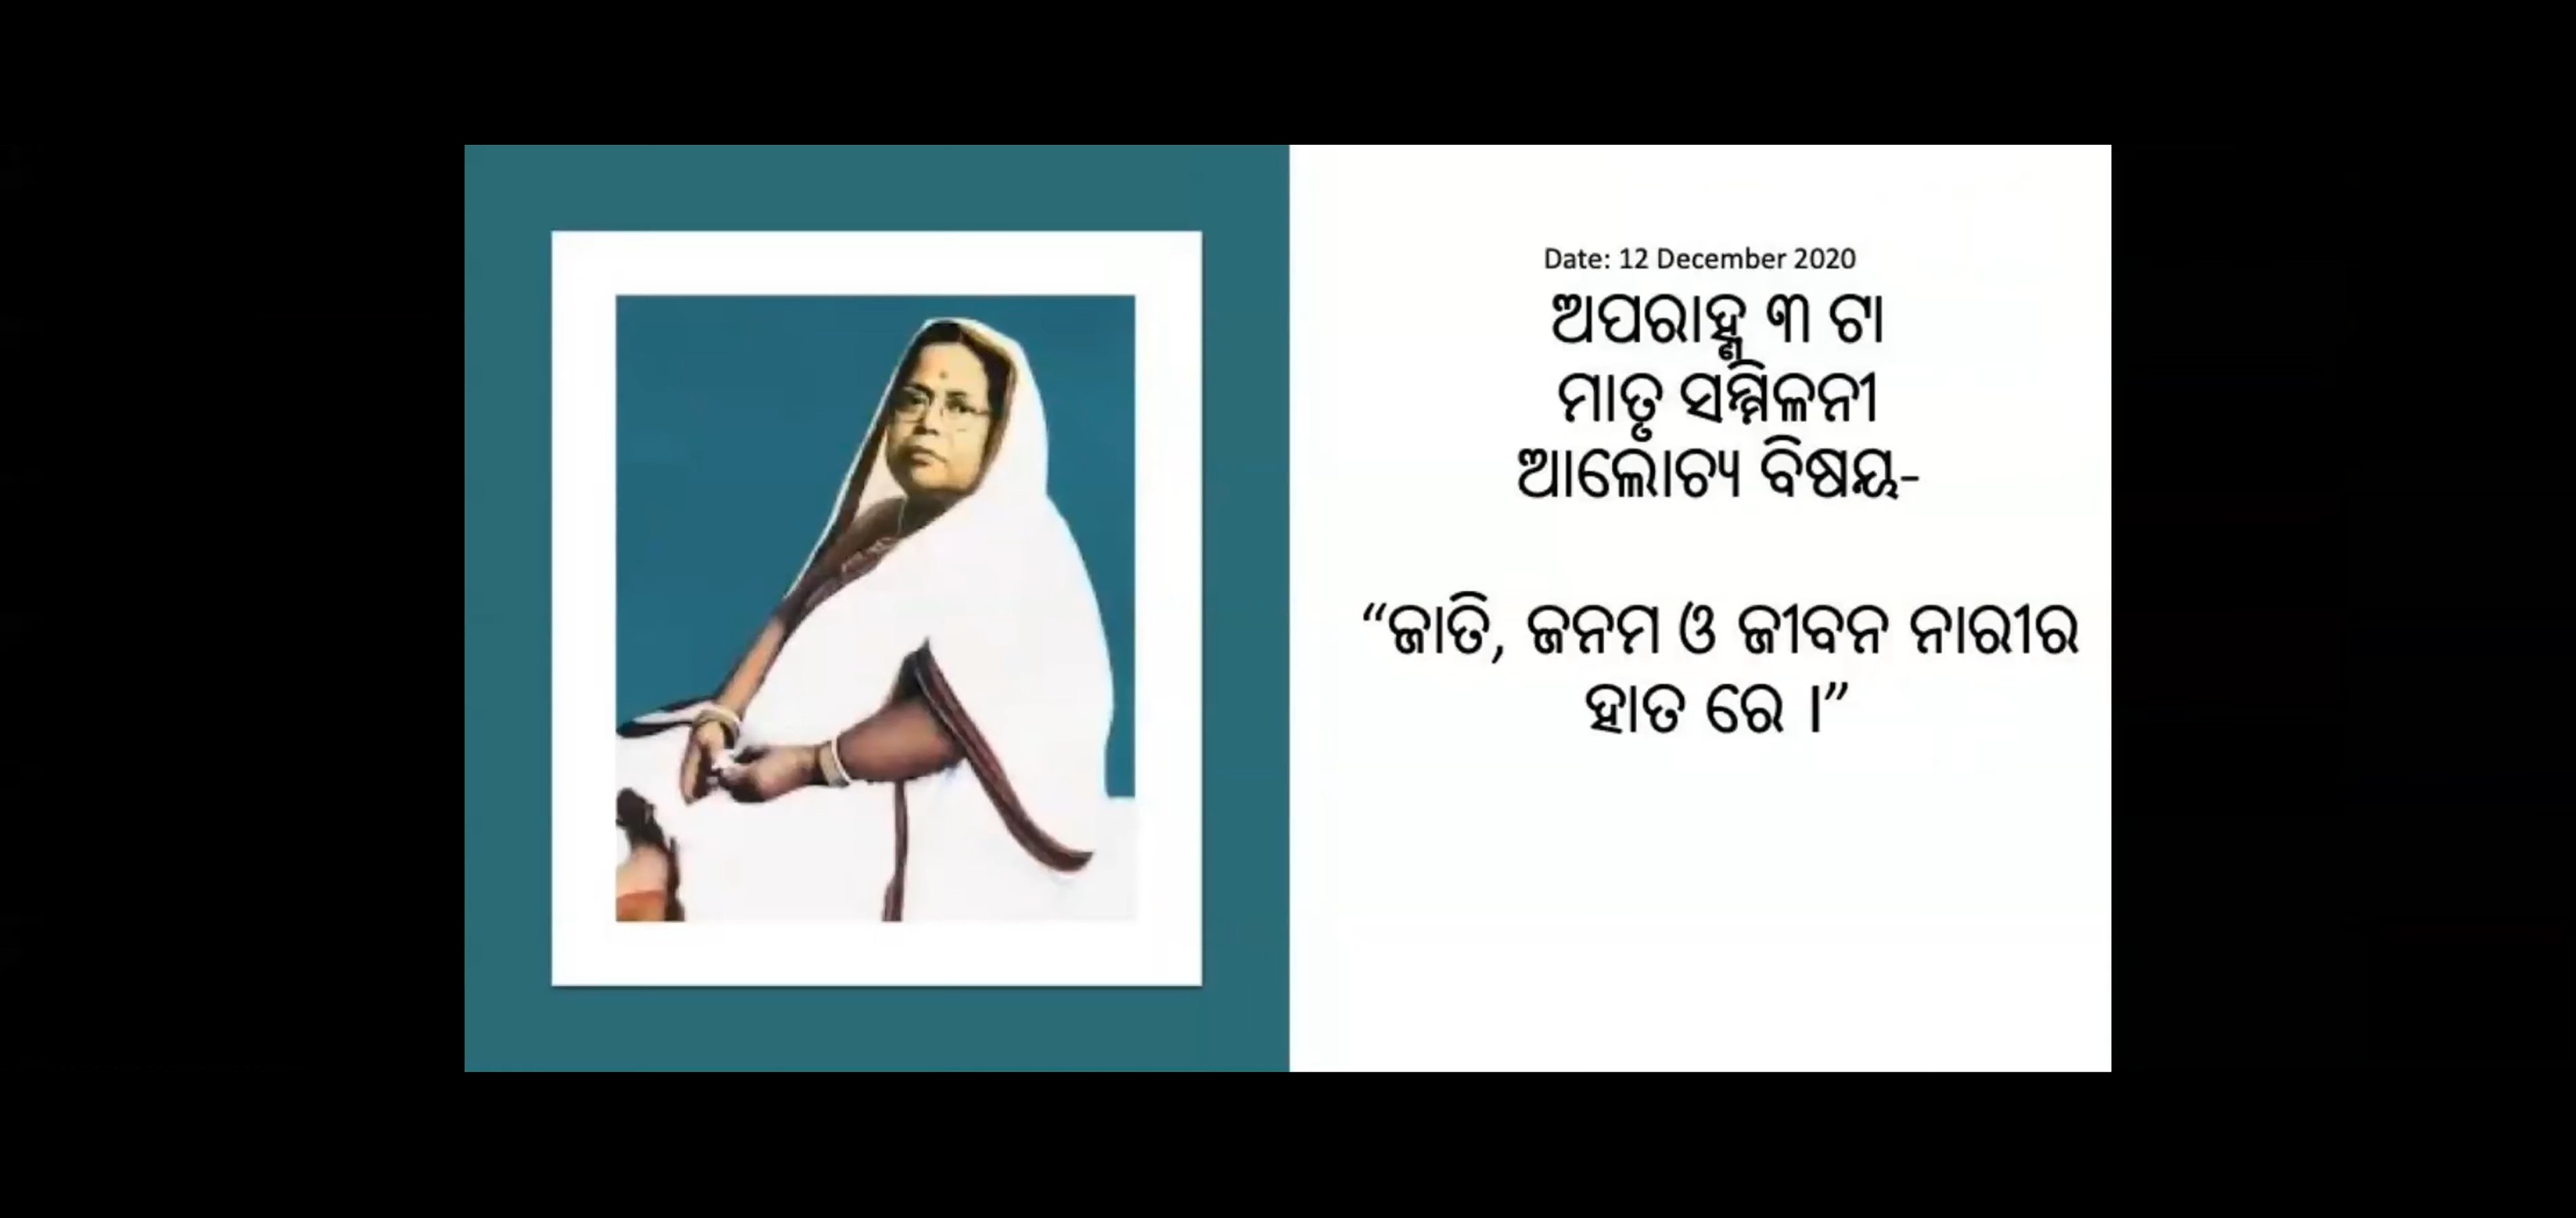 Date: 12 December 2020
ଅପରାହ୍ଣ ୩ ଟା
ମାତୃ ସମ୍ମିଳନୀ
ଆଲୋଚ୍ୟ ବିଷୟ-
“ଜାତି, ଜନମ ଓ ଜୀବନ ନାରୀର
ହାତ ରେ ।”